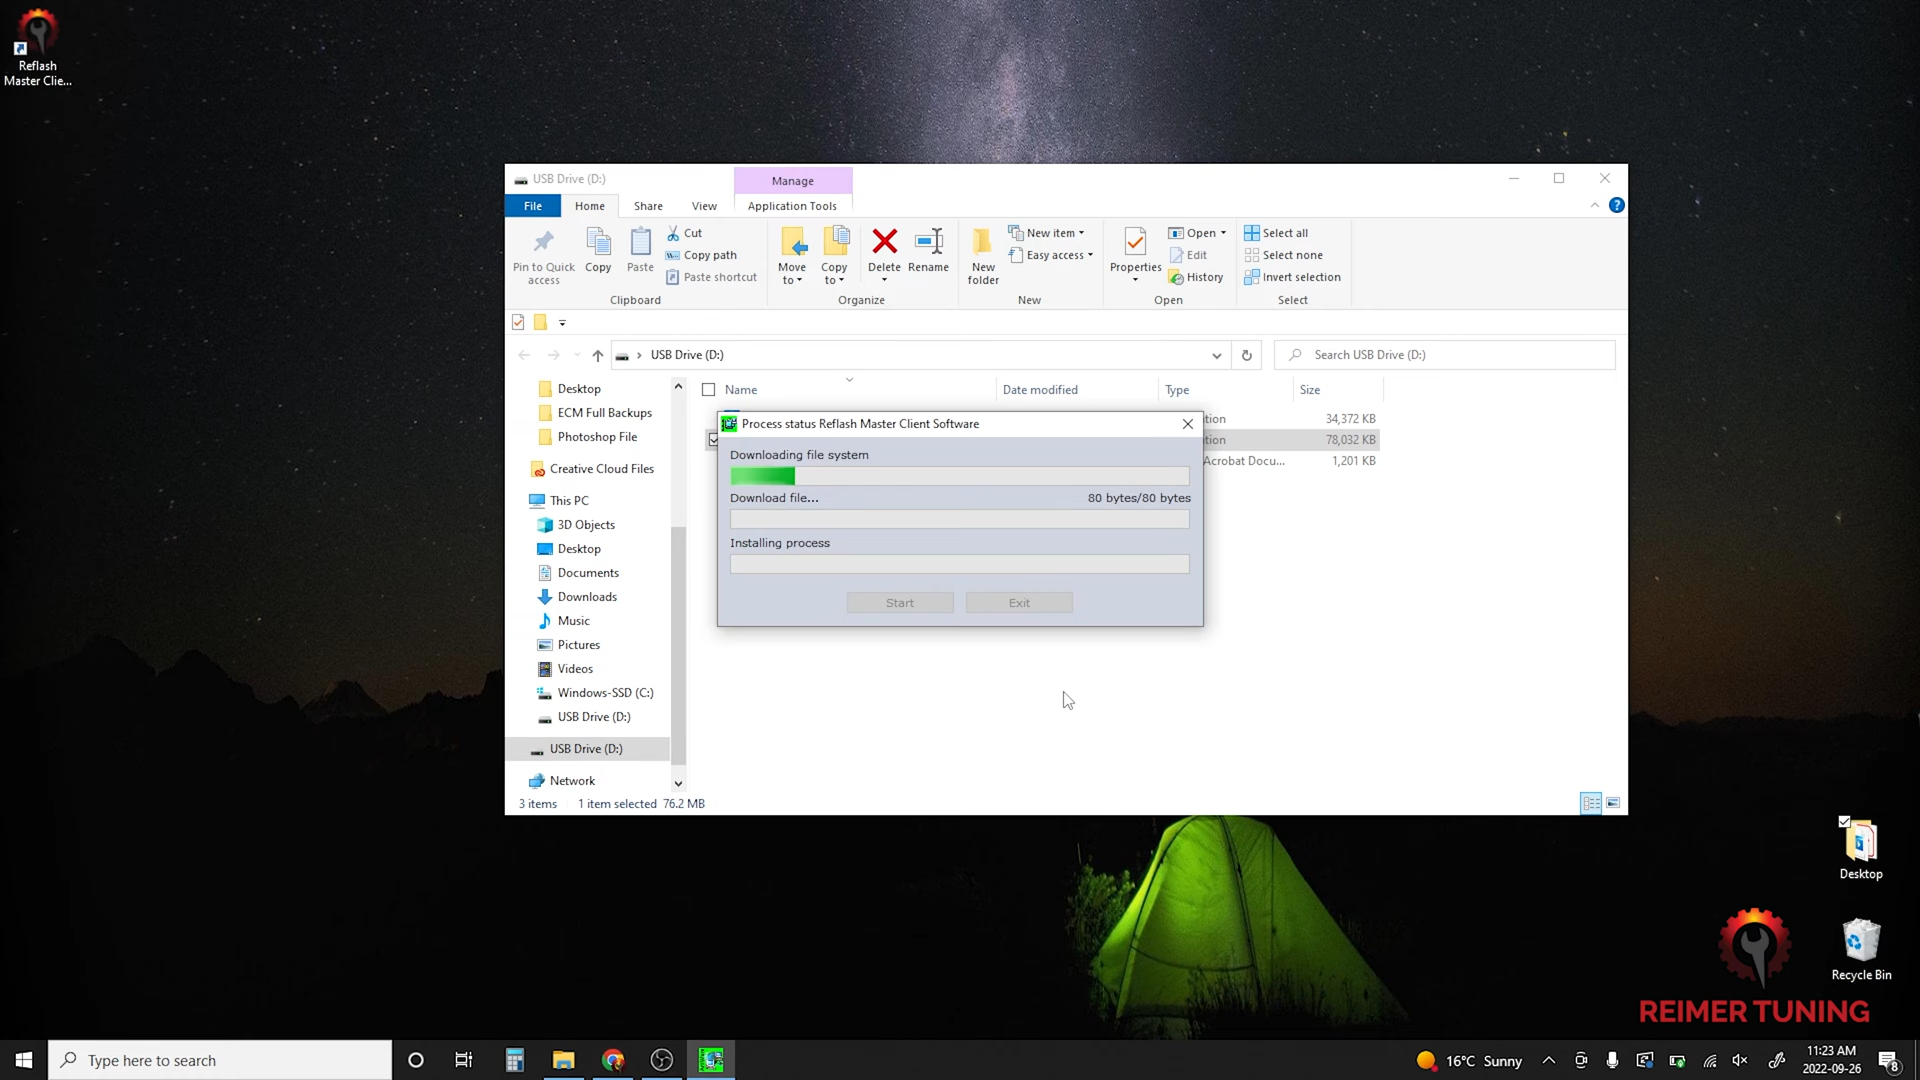 Reflash
Master Clie...
USB Drive (D:)
Manage
File
Home
Share
View
Application Tools
Pin to Quick
access
Copy
Paste
Cut
Copy path
Paste shortcut
Clipboard
Move
to
Copy
to
Delete
Rename
Organize
New
folder
New item
Easy access
New
Properties
Open
Edit
History
Open
Select all
Select none
Invert selection
Select
USB Drive (D:)
Search USB Drive (D:)
Desktop
ECM Full Backups
Photoshop File
Creative Cloud Files
This PC
3D Objects
Desktop
Documents
Downloads
Music
Pictures
Videos
Windows-SSD (C:)
USB Drive (D:)
USB Drive (D:)
Network
Name
Date modified
Type
Size
tion
34,372 KB
tion
78,032 KB
Acrobat Docu...
1,201 KB
Process status Reflash Master Client Software
Downloading file system
Download file...
80 bytes/80 bytes
Installing process
Start
Exit
3 items
1 item selected 76.2 MB
Desktop
Recycle Bin
REIMER TUNING
Type here to search
16°C Sunny
11:23 AM
2022-09-26
8